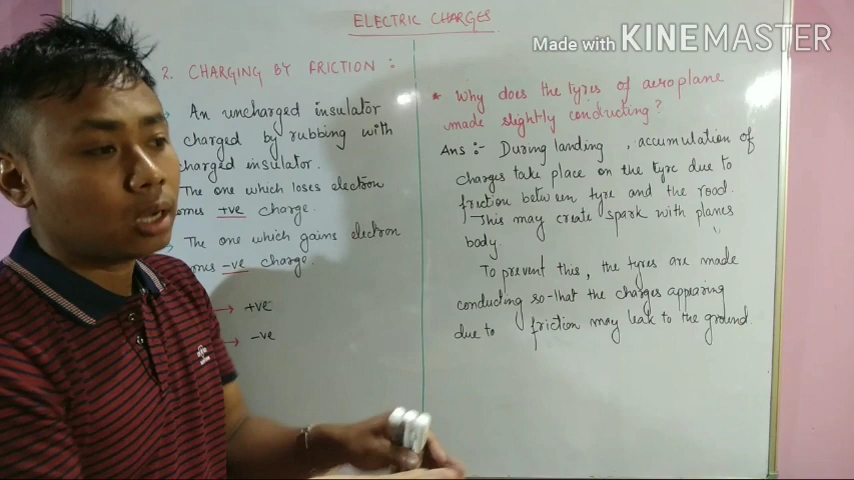 ELECTRIC CHARGES
Made with KINEMASTER
2. CHARGING BY FRICTION :
An uncharged insulator
charged by rubbing with
charged insulator.
The one which loses electron
omes +ve charge.
The one which gains electron
omes -ve charge.
→ +ve
→ -ve
* Why does the tyres of aeroplane
made slightly conducting?
Ans :- During landing, accumulation of
charges take place on the tyre due to
friction between tyre and the road.
This may create spark with planes
body.
To prevent this, the tyres are made
conducting so-that the charges appearing
due to friction may leak to the ground.